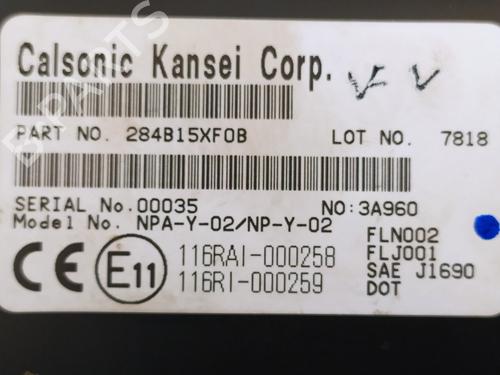 Calsonic Kansei Corp.
PART NO. 284B15XF0B LOT NO. 7818
SERIAL No.00035 NO:3A960
Model No. NPA-Y-02/NP-Y-02
FLN002
FLJ001
SAE J1690
DOT
CE E11 116RAI-000258
116RI-000259
B-PARTS